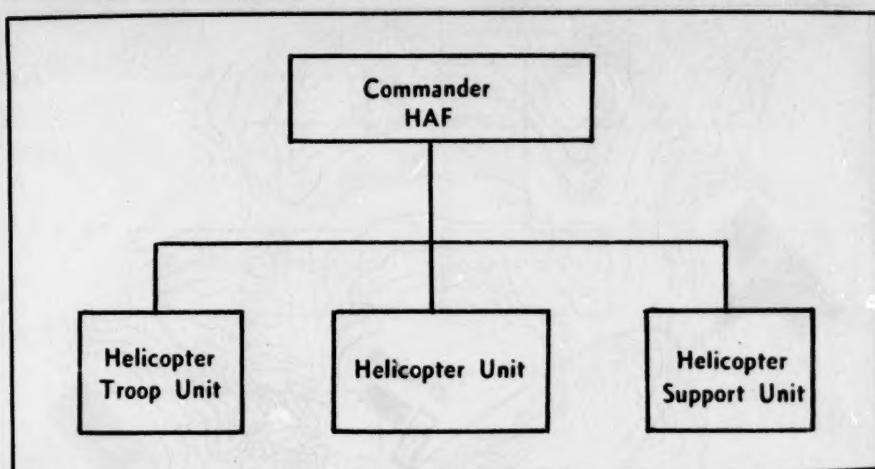 Commander
HAF
Helicopter
Troop Unit
Helicopter Unit
Helicopter
Support Unit